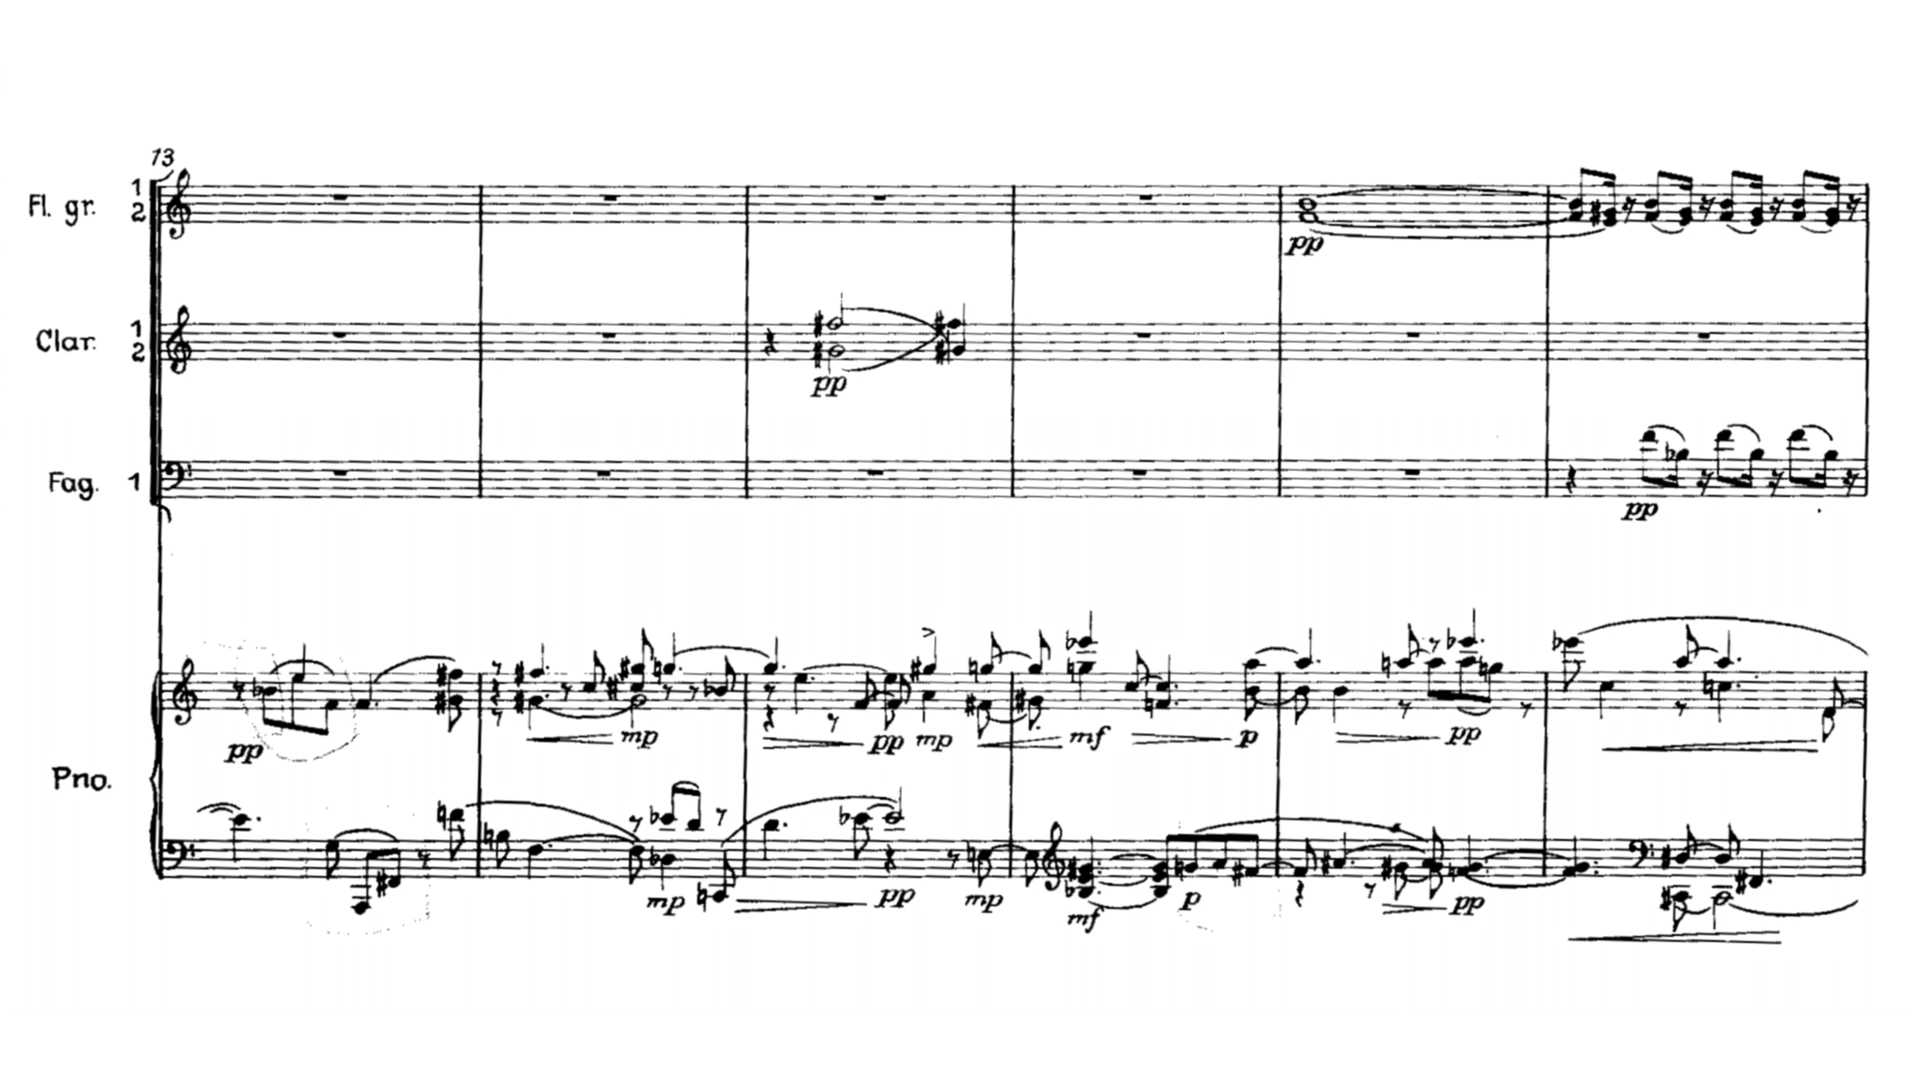 13
Fl. gr. 1 2
pp
Clar. 1 2
pp
Fag. 1
pp
Pno.
pp mp pp mp mf p pp
mp pp mp mf p pp